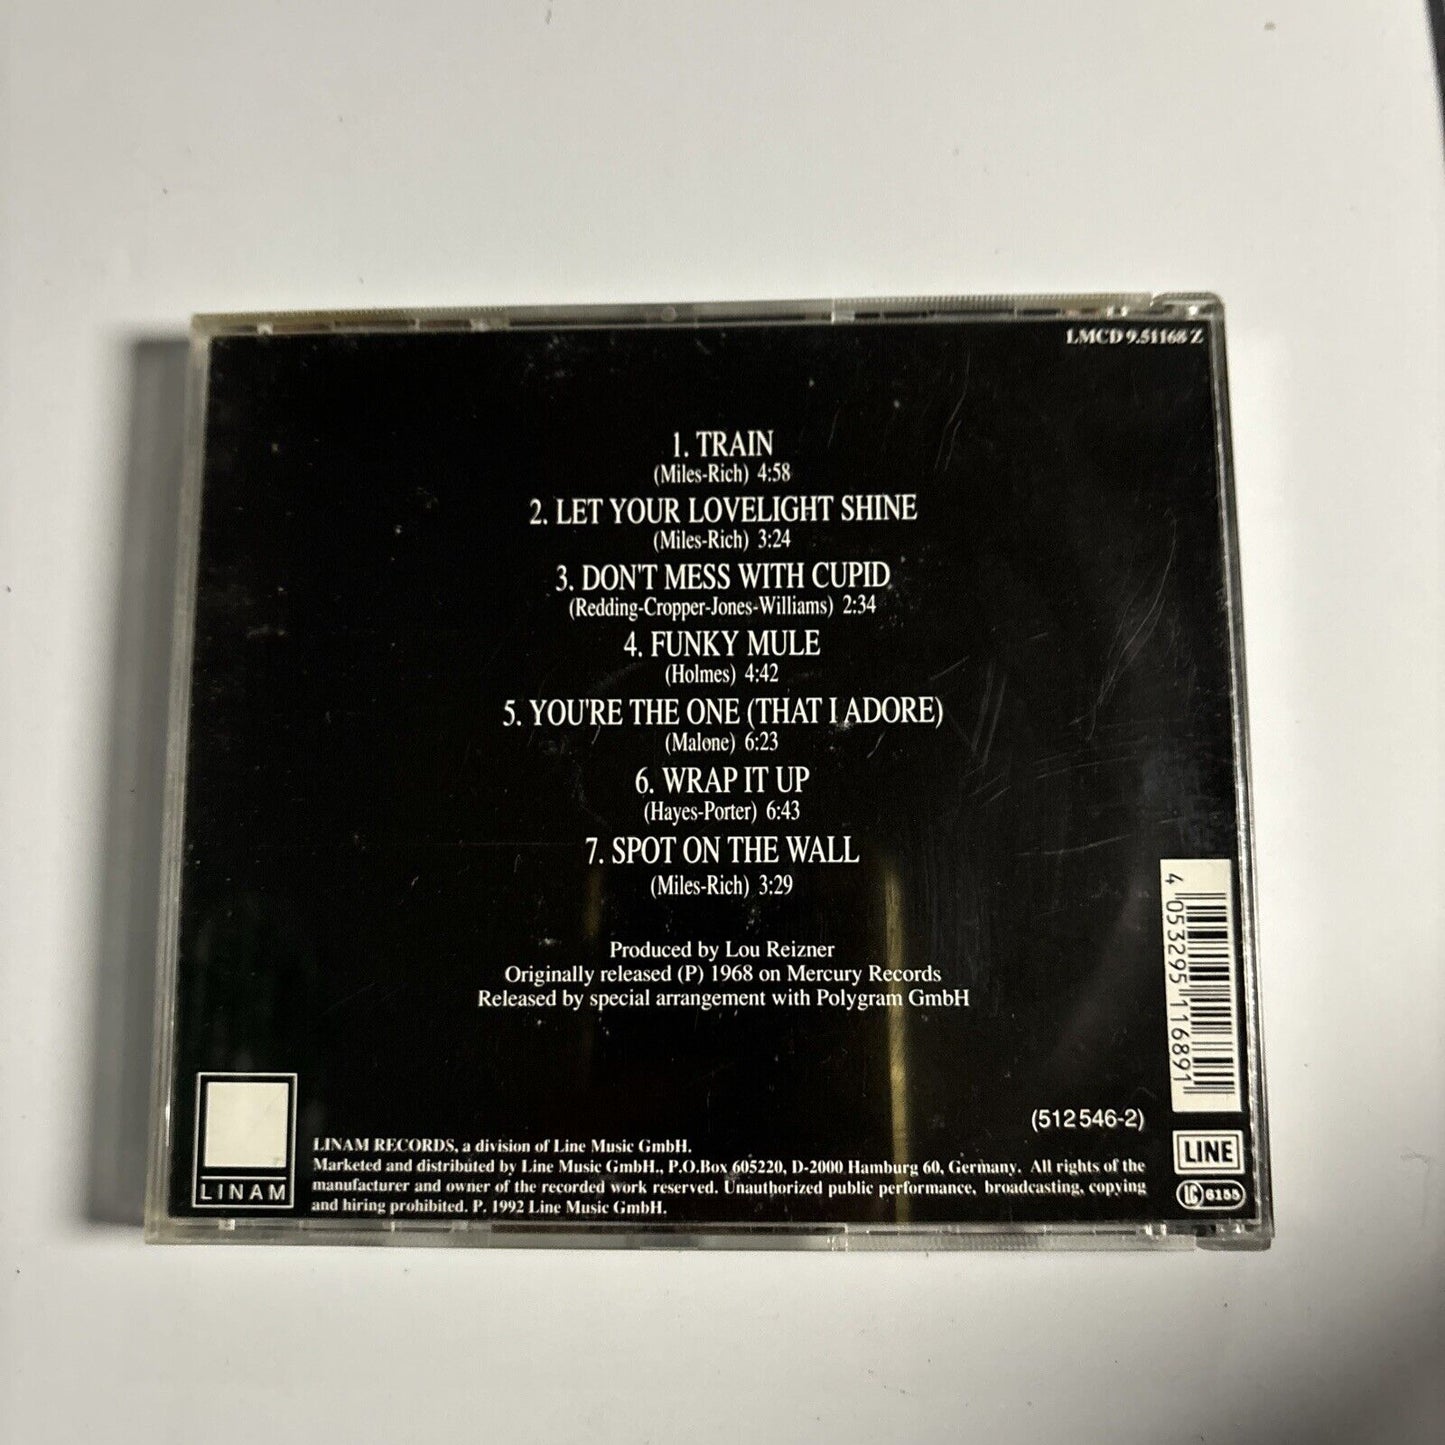 LMCD 9.51168 Z
1. TRAIN
(Miles-Rich) 4:58
2. LET YOUR LOVELIGHT SHINE
(Miles-Rich) 3:24
3. DON'T MESS WITH CUPID
(Redding-Cropper-Jones-Williams) 2:34
4. FUNKY MULE
(Holmes) 4:42
5. YOU'RE THE ONE (THAT I ADORE)
(Malone) 6:23
6. WRAP IT UP
(Hayes-Porter) 6:43
7. SPOT ON THE WALL
(Miles-Rich) 3:29
Produced by Lou Reizner
Originally released (P) 1968 on Mercury Records
Released by special arrangement with Polygram GmbH
4 053295 116891
(512 546-2)
LINAM
LINAM RECORDS, a division of Line Music GmbH.
Marketed and distributed by Line Music GmbH., P.O.Box 605220, D-2000 Hamburg 60, Germany. All rights of the
manufacturer and owner of the recorded work reserved. Unauthorized public performance, broadcasting, copying
and hiring prohibited. P. 1992 Line Music GmbH.
LINE
LC 6155